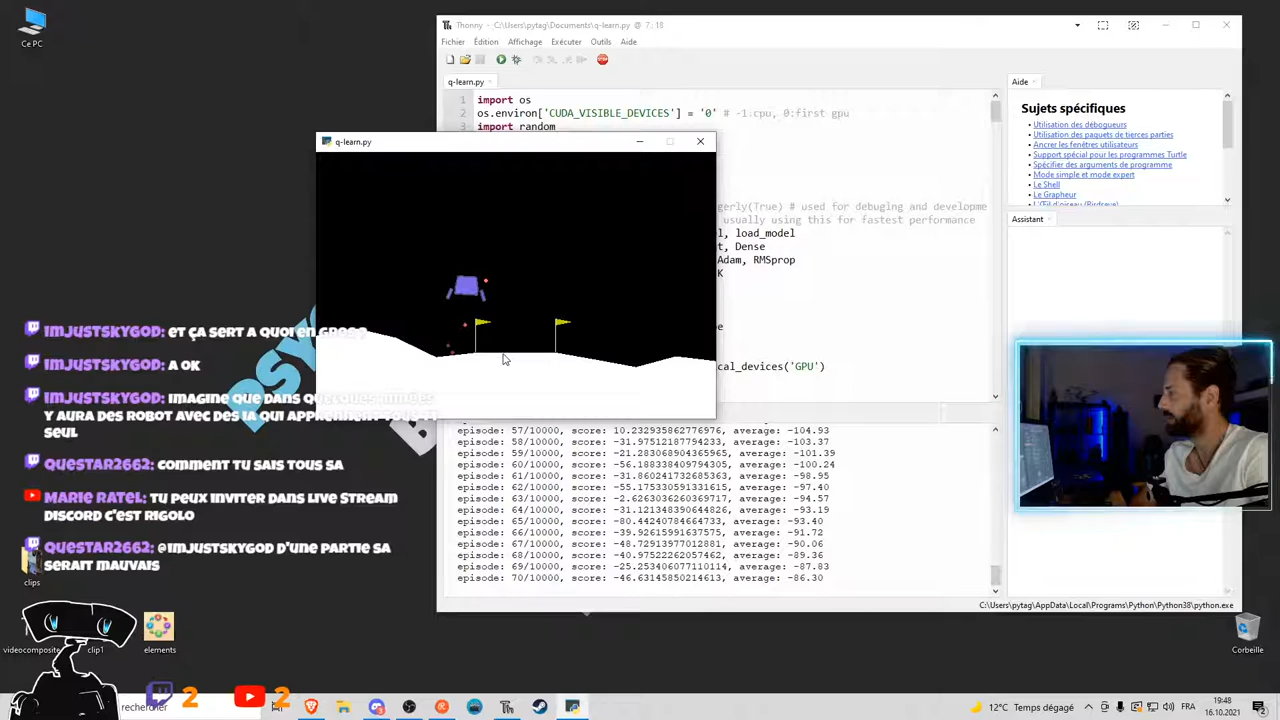 Ce PC
Thonny - C:\Users\pytag\Documents\q-learn.py @ 7:18
Fichier Édition Affichage Exécuter Outils Aide
q-learn.py
1 import os
2 os.environ['CUDA_VISIBLE_DEVICES'] = '0' # -1:cpu, 0:first gpu
3 import random
q-learn.py
gerly(True) # used for debuging and developme
usually using this for fastest performance
l, load_model
t, Dense
Adam, RMSprop
K
e
cal_devices('GPU')
Aide
Sujets spécifiques
• Utilisation des débogueurs
• Utilisation des paquets de tierces parties
• Ancrer les fenêtres utilisateurs
• Support spécial pour les programmes Turtle
• Spécifier des arguments de programme
• Mode simple et mode expert
• Le Shell
• Le Grapheur
• L'Œil d'oiseau (Birdseye)
Assistant
episode: 57/10000, score: 10.232935862776976, average: -104.93
episode: 58/10000, score: -31.97512187794233, average: -103.37
episode: 59/10000, score: -21.283068904365965, average: -101.39
episode: 60/10000, score: -56.188338409794305, average: -100.24
episode: 61/10000, score: -31.860241732685363, average: -98.95
episode: 62/10000, score: -55.175330591331615, average: -97.40
episode: 63/10000, score: -2.6263036260369717, average: -94.57
episode: 64/10000, score: -31.121348390644826, average: -93.19
episode: 65/10000, score: -80.44240784664733, average: -93.40
episode: 66/10000, score: -39.92615991637575, average: -91.72
episode: 67/10000, score: -48.72913977012881, average: -90.06
episode: 68/10000, score: -40.97522262057462, average: -89.36
episode: 69/10000, score: -25.253406077110114, average: -87.83
episode: 70/10000, score: -46.63145850214613, average: -86.30
C:\Users\pytag\AppData\Local\Programs\Python\Python38\python.exe
IMJUSTSKYGOD: ET ÇA SERT A QUOI EN GROS ?
IMJUSTSKYGOD: A OK
IMJUSTSKYGOD: IMAGINE QUE DANS QUELQUES ANNÉES
Y AURA DES ROBOT AVEC DES IA QUI APPRENNENT TOUS
SEUL
QUESTAR2662: COMMENT TU SAIS TOUS SA
MARIE RATEL: TU PEUX INVITER DANS LIVE STREAM
DISCORD C'EST RIGOLO
QUESTAR2662: @IMJUSTSKYGOD D'UNE PARTIE SA
SERAIT MAUVAIS
clips
videocomposite
clip1
elements
Corbeille
2
2
rechercher
12°C Temps dégagé
19:48
16.10.2021
2